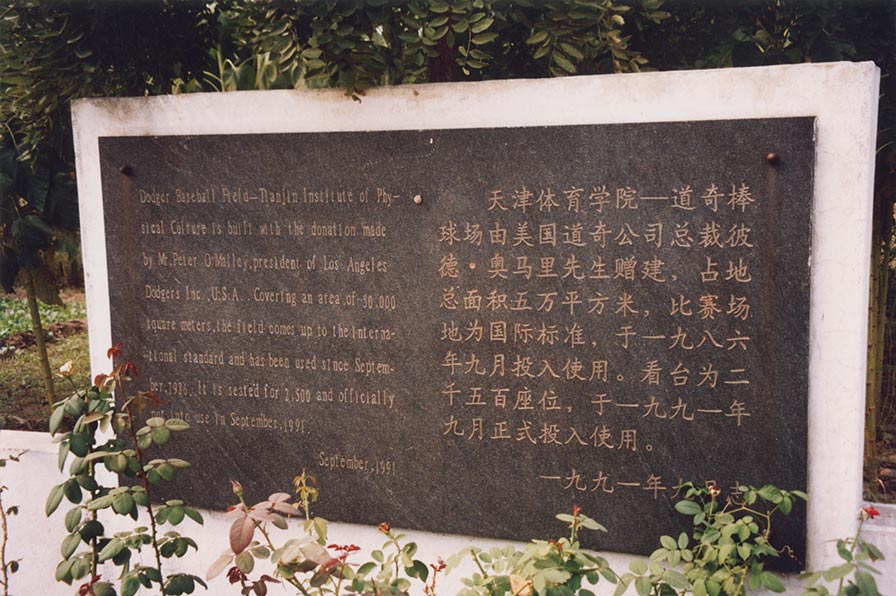 Dodger Baseball Field—Tianjin Institute of Phy-
sical Culture is built with the donation made
by Mr. Peter O'Malley, president of Los Angeles
Dodgers Inc., U.S.A.. Covering an area of 50,000
square meters, the field comes up to the interna-
-tional standard and has been used since Septem-
ber, 1986. It is seated for 2,500 and officially
put into use in September, 1991
September, 1991
天津体育学院—道奇棒
球场由美国道奇公司总裁彼
德·奥马里先生赠建，占地
总面积五万平方米，比赛场
地为国际标准，于一九八六
年九月投入使用。看台为二
千五百座位，于一九九一年
九月正式投入使用。
一九九一年九月志